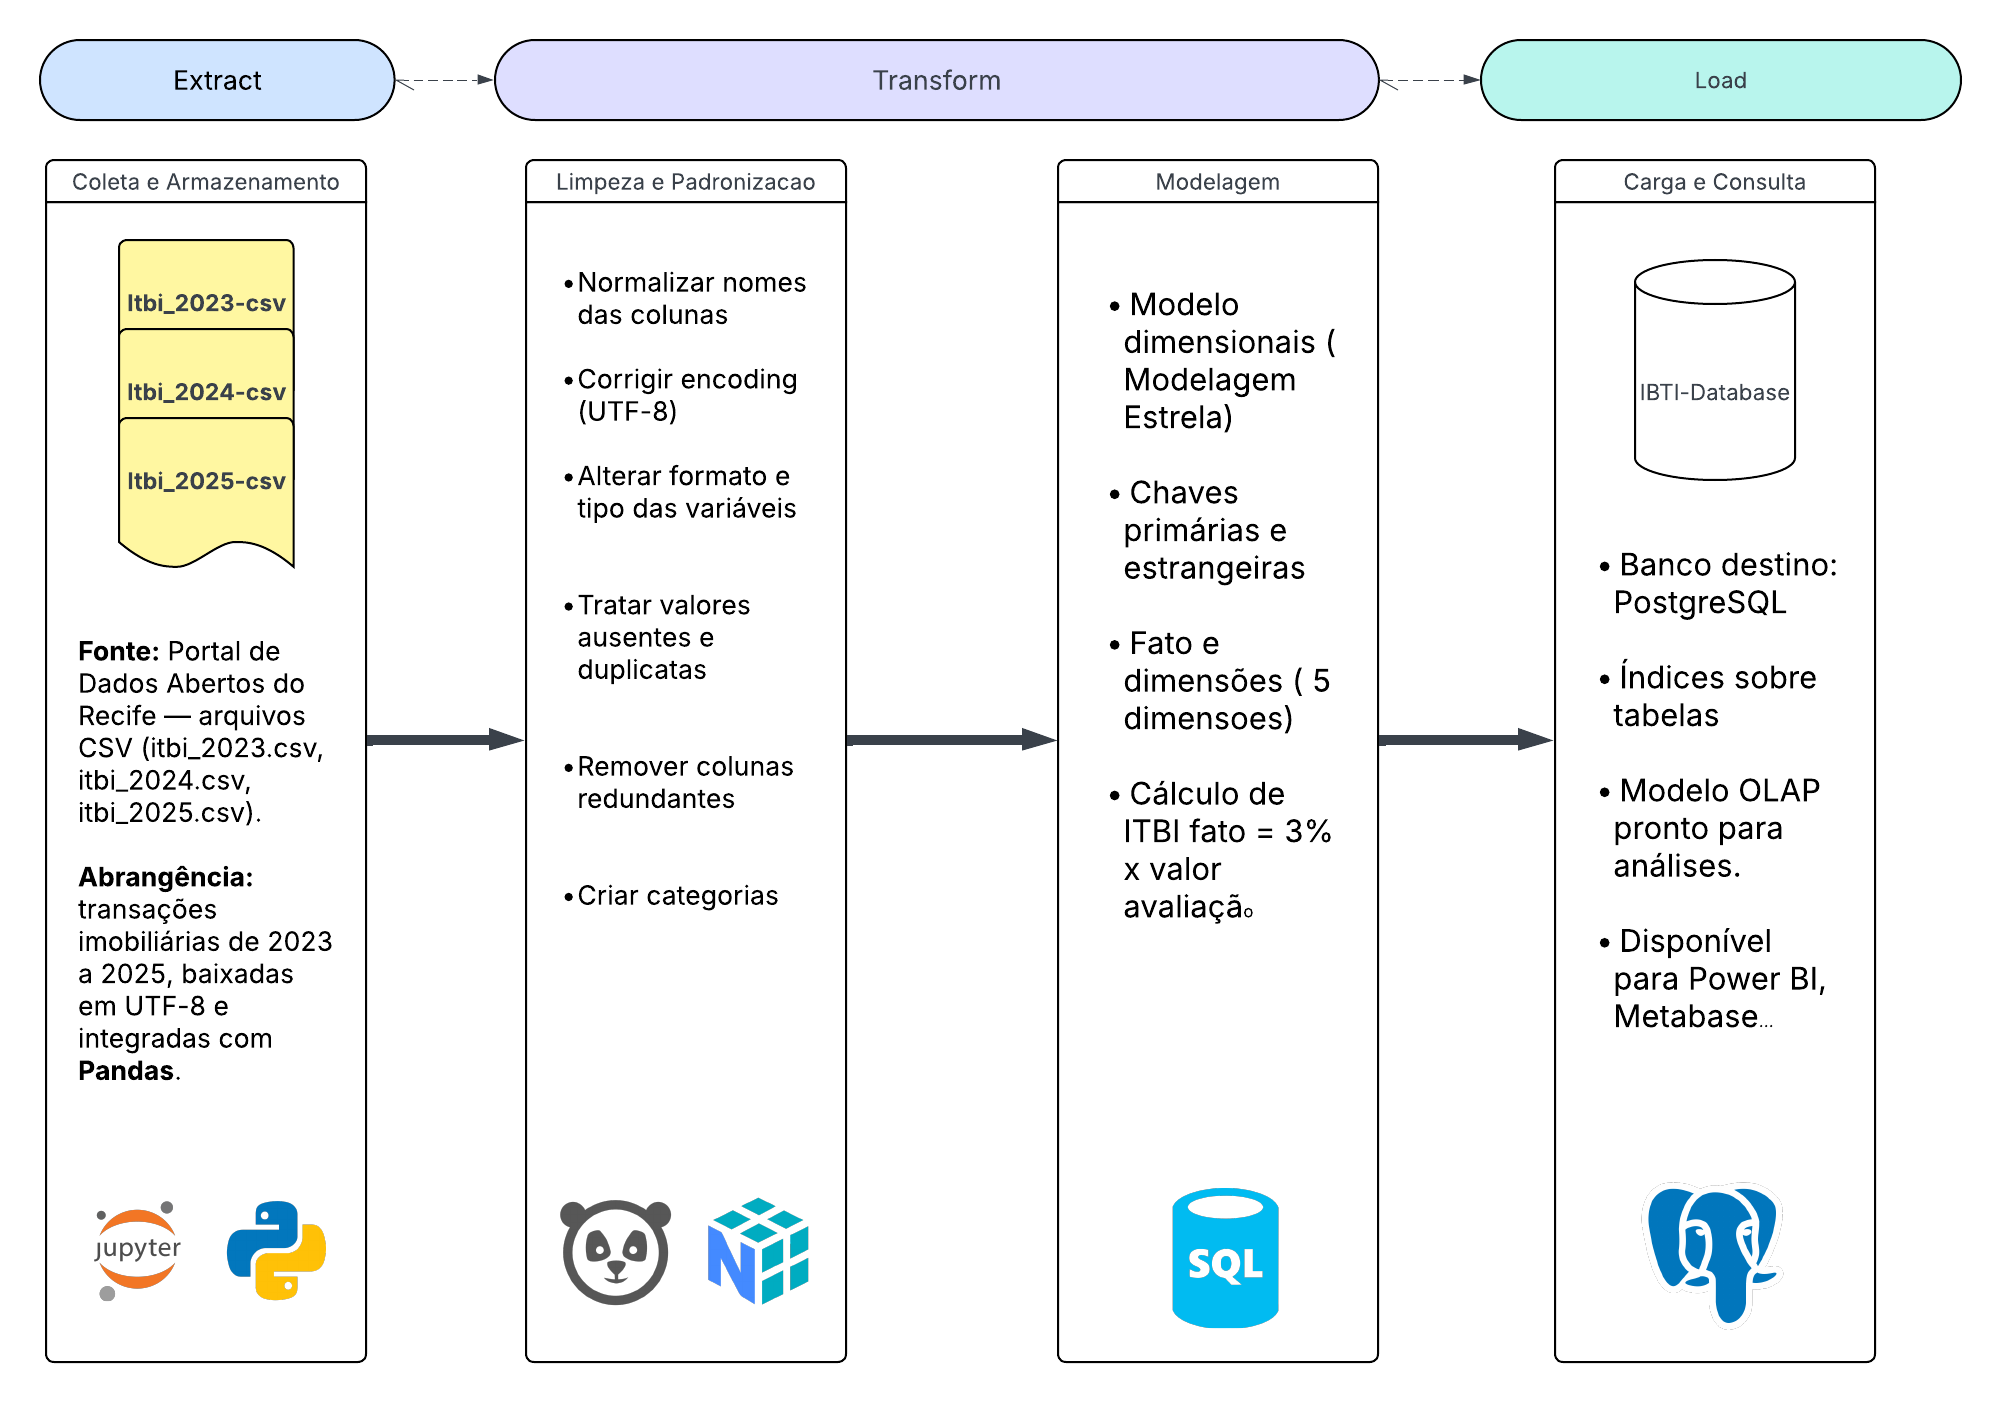 Extract
Transform
Load
Coleta e Armazenamento
Itbi_2023-csv
Itbi_2024-csv
Itbi_2025-csv
Fonte: Portal de
Dados Abertos do
Recife — arquivos
CSV (itbi_2023.csv,
itbi_2024.csv,
itbi_2025.csv).
Abrangência:
transações
imobiliárias de 2023
a 2025, baixadas
em UTF-8 e
integradas com
Pandas.
jupyter
Limpeza e Padronizacao
•Normalizar nomes
das colunas
•Corrigir encoding
(UTF-8)
•Alterar formato e
tipo das variáveis
•Tratar valores
ausentes e
duplicatas
•Remover colunas
redundantes
•Criar categorias
N
Modelagem
• Modelo
dimensionais (
Modelagem
Estrela)
• Chaves
primárias e
estrangeiras
• Fato e
dimensões ( 5
dimensoes)
• Cálculo de
ITBI fato = 3%
x valor
avaliação
SQL
Carga e Consulta
IBTI-Database
• Banco destino:
PostgreSQL
• Índices sobre
tabelas
• Modelo OLAP
pronto para
análises.
• Disponível
para Power BI,
Metabase...